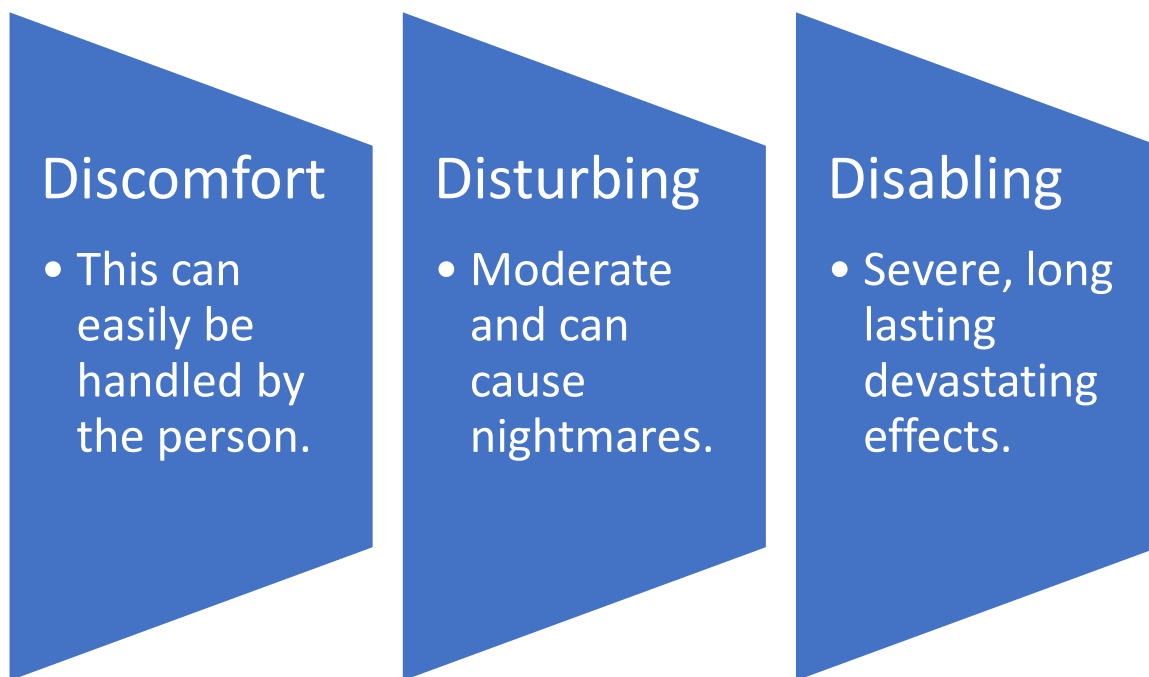 Discomfort
• This can
easily be
handled by
the person.
Disturbing
• Moderate
and can
cause
nightmares.
Disabling
• Severe, long
lasting
devastating
effects.